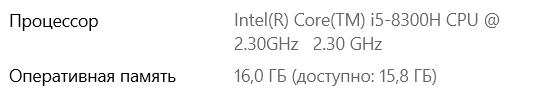 Процессор Intel(R) Core(TM) i5-8300H CPU @
2.30GHz 2.30 GHz
Оперативная память 16,0 ГБ (доступно: 15,8 ГБ)